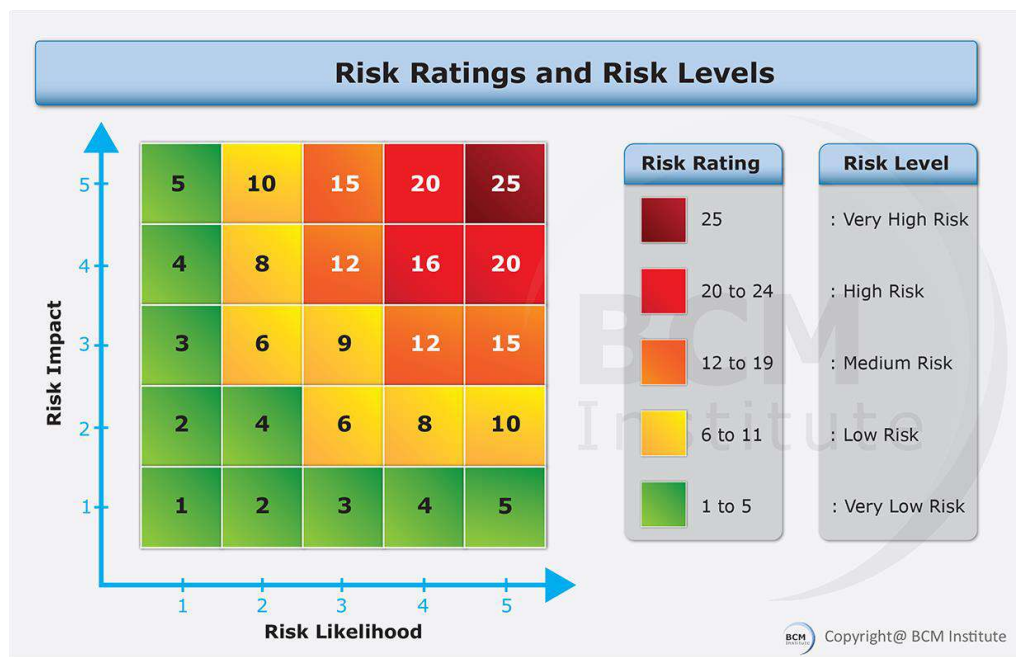 Risk Ratings and Risk Levels
Risk Impact
5
4
3
2
1
5 10 15 20 25
4 8 12 16 20
3 6 9 12 15
2 4 6 8 10
1 2 3 4 5
1 2 3 4 5
Risk Likelihood
Risk Rating Risk Level
25 : Very High Risk
20 to 24 : High Risk
12 to 19 : Medium Risk
6 to 11 : Low Risk
1 to 5 : Very Low Risk
BCM
Institute
BCM
Institute
Copyright@ BCM Institute